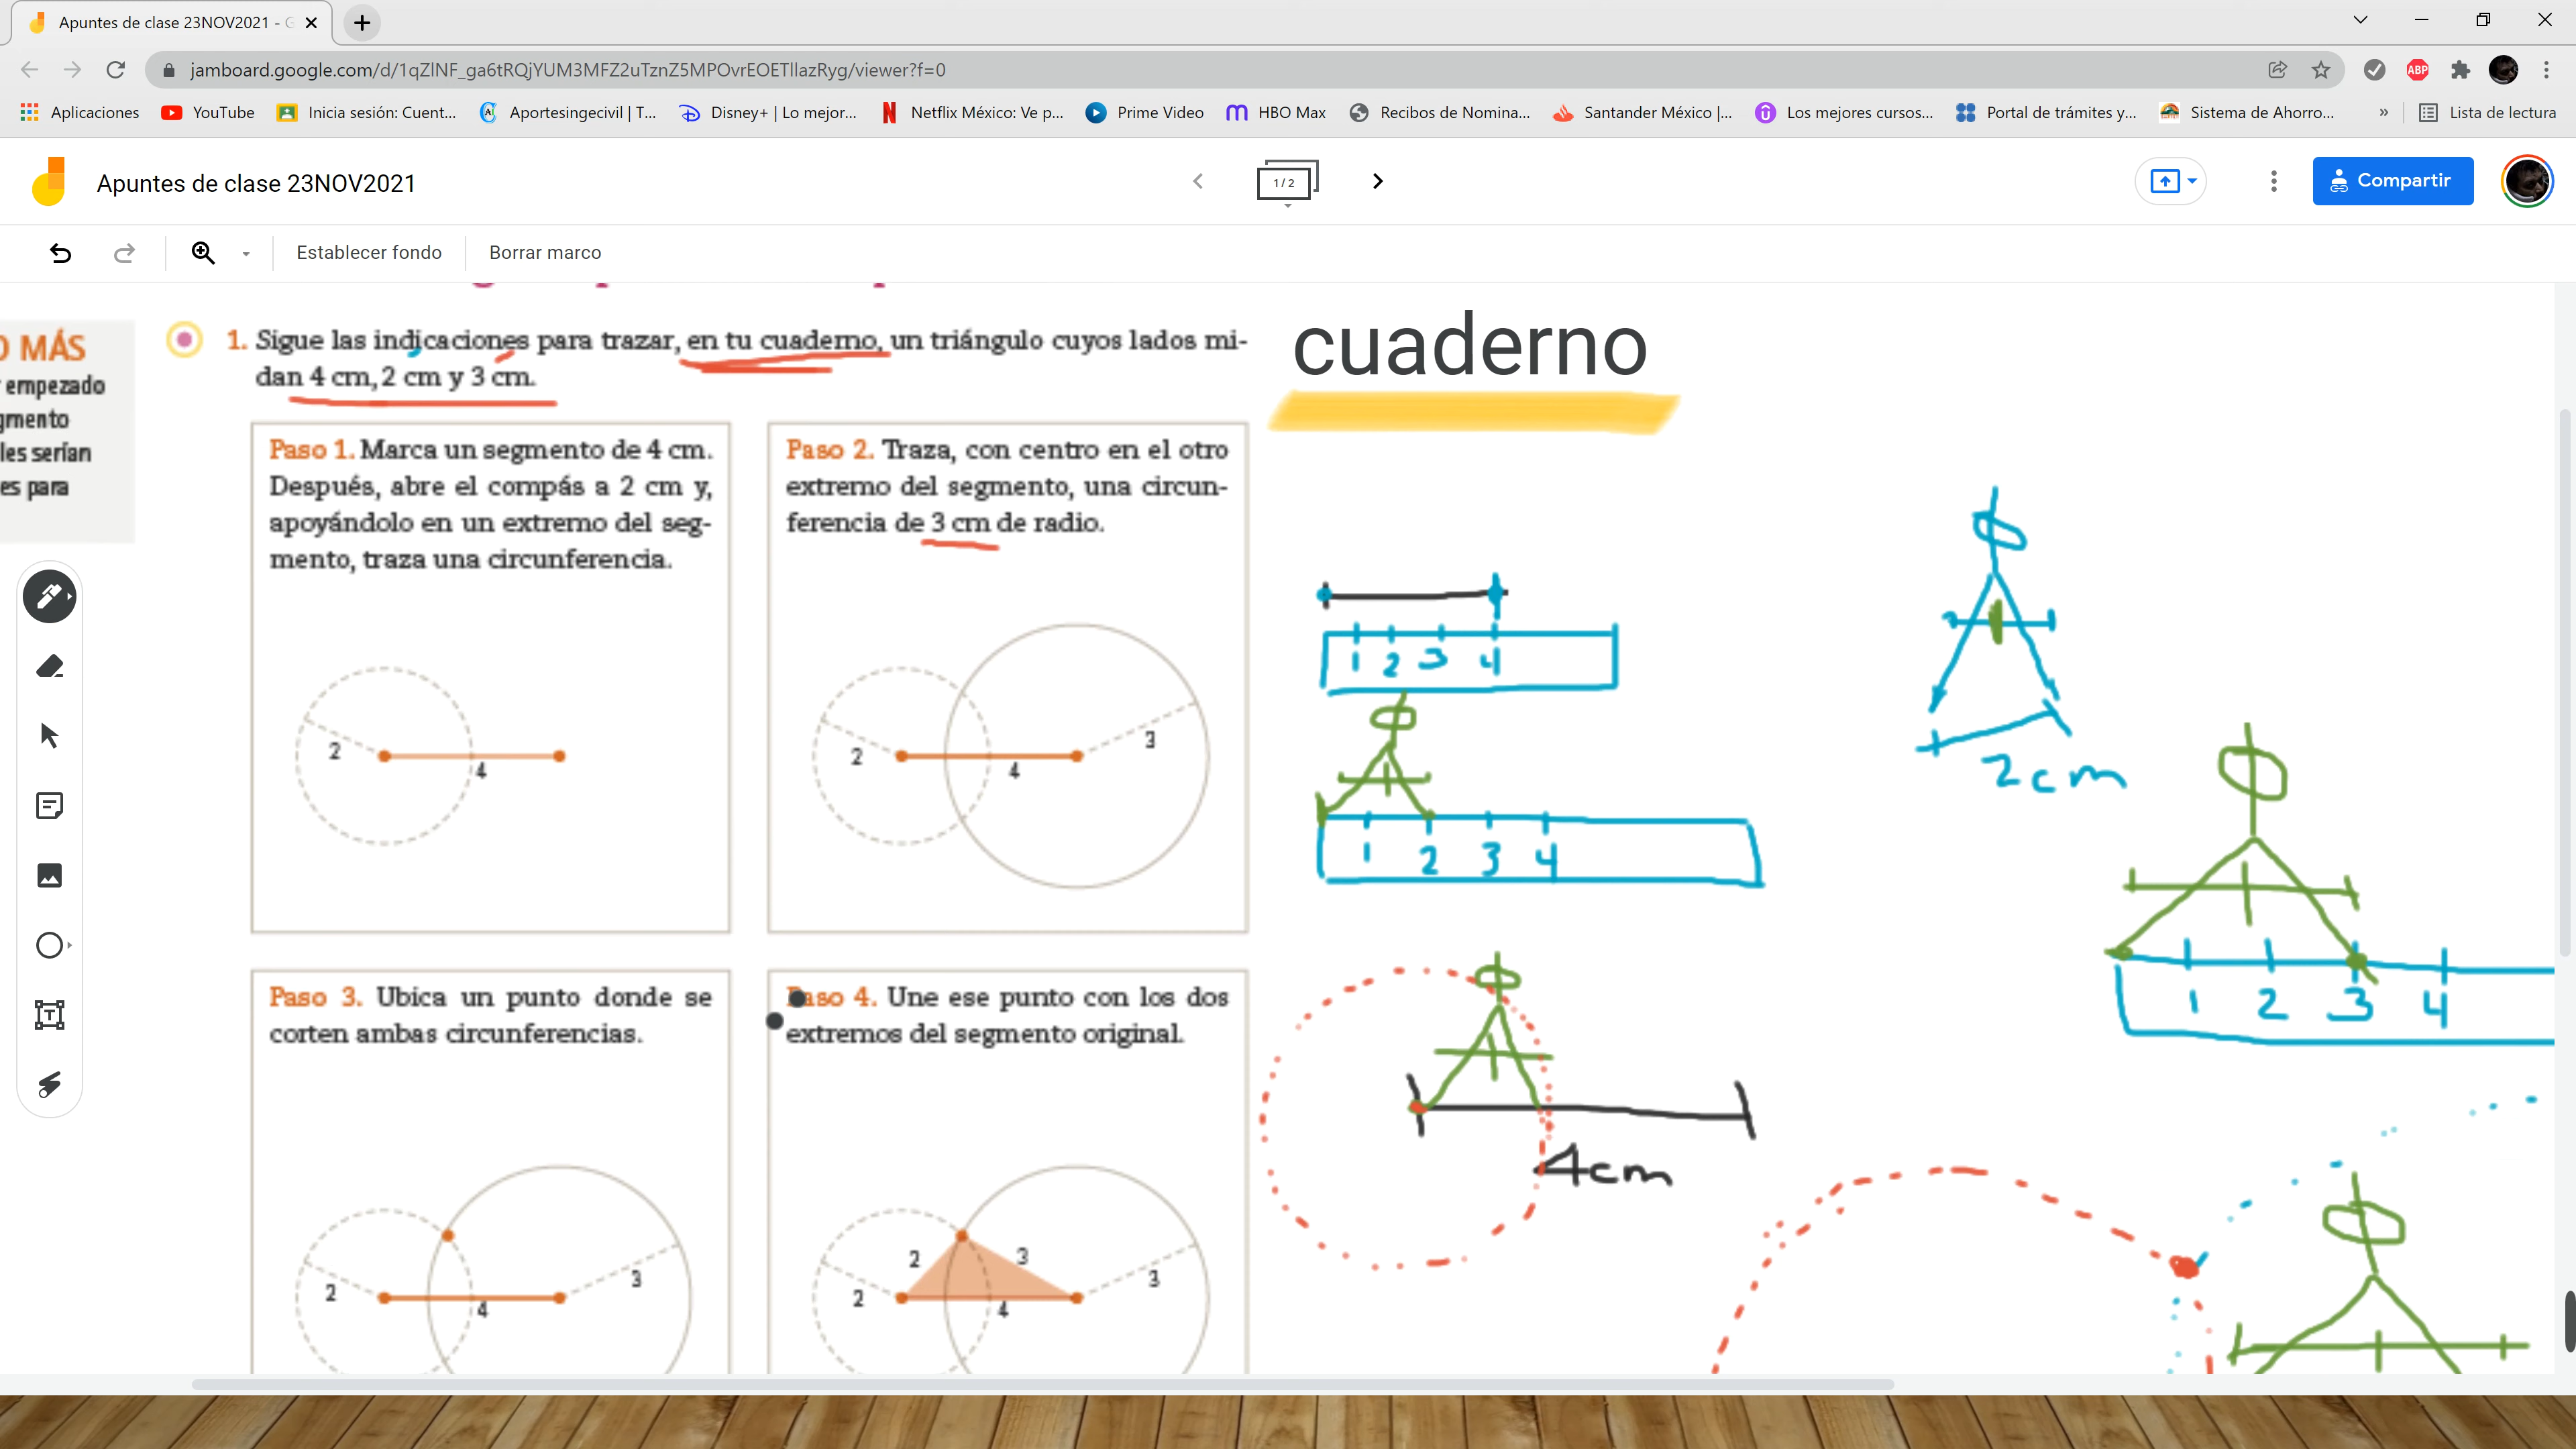 Apuntes de clase 23NOV2021 - G
jamboard.google.com/d/1qZlNF_ga6tRQjYUM3MFZ2uTznZ5MPOvrEOETllazRyg/viewer?f=0
ABP
Aplicaciones
YouTube
Inicia sesión: Cuent...
Aportesingecivil | T...
Disney+ | Lo mejor...
Netflix México: Ve p...
Prime Video
HBO Max
Recibos de Nomina...
Santander México |...
Los mejores cursos...
Portal de trámites y...
Sistema de Ahorro...
»
Lista de lectura
Apuntes de clase 23NOV2021
1 / 2
Compartir
Establecer fondo
Borrar marco
O MÁS
empezado
gmento
les serían
es para
1. Sigue las indicaciones para trazar, en tu cuaderno, un triángulo cuyos lados mi-
dan 4 cm, 2 cm y 3 cm.
cuaderno
Paso 1. Marca un segmento de 4 cm.
Después, abre el compás a 2 cm y,
apoyándolo en un extremo del seg-
mento, traza una circunferencia.
2
4
Paso 2. Traza, con centro en el otro
extremo del segmento, una circun-
ferencia de 3 cm de radio.
2
4
3
Paso 3. Ubica un punto donde se
corten ambas circunferencias.
2
4
3
Paso 4. Une ese punto con los dos
extremos del segmento original.
2
3
2
4
3
1 2 3 4
1 2 3 4
2cm
1 2 3 4
4cm